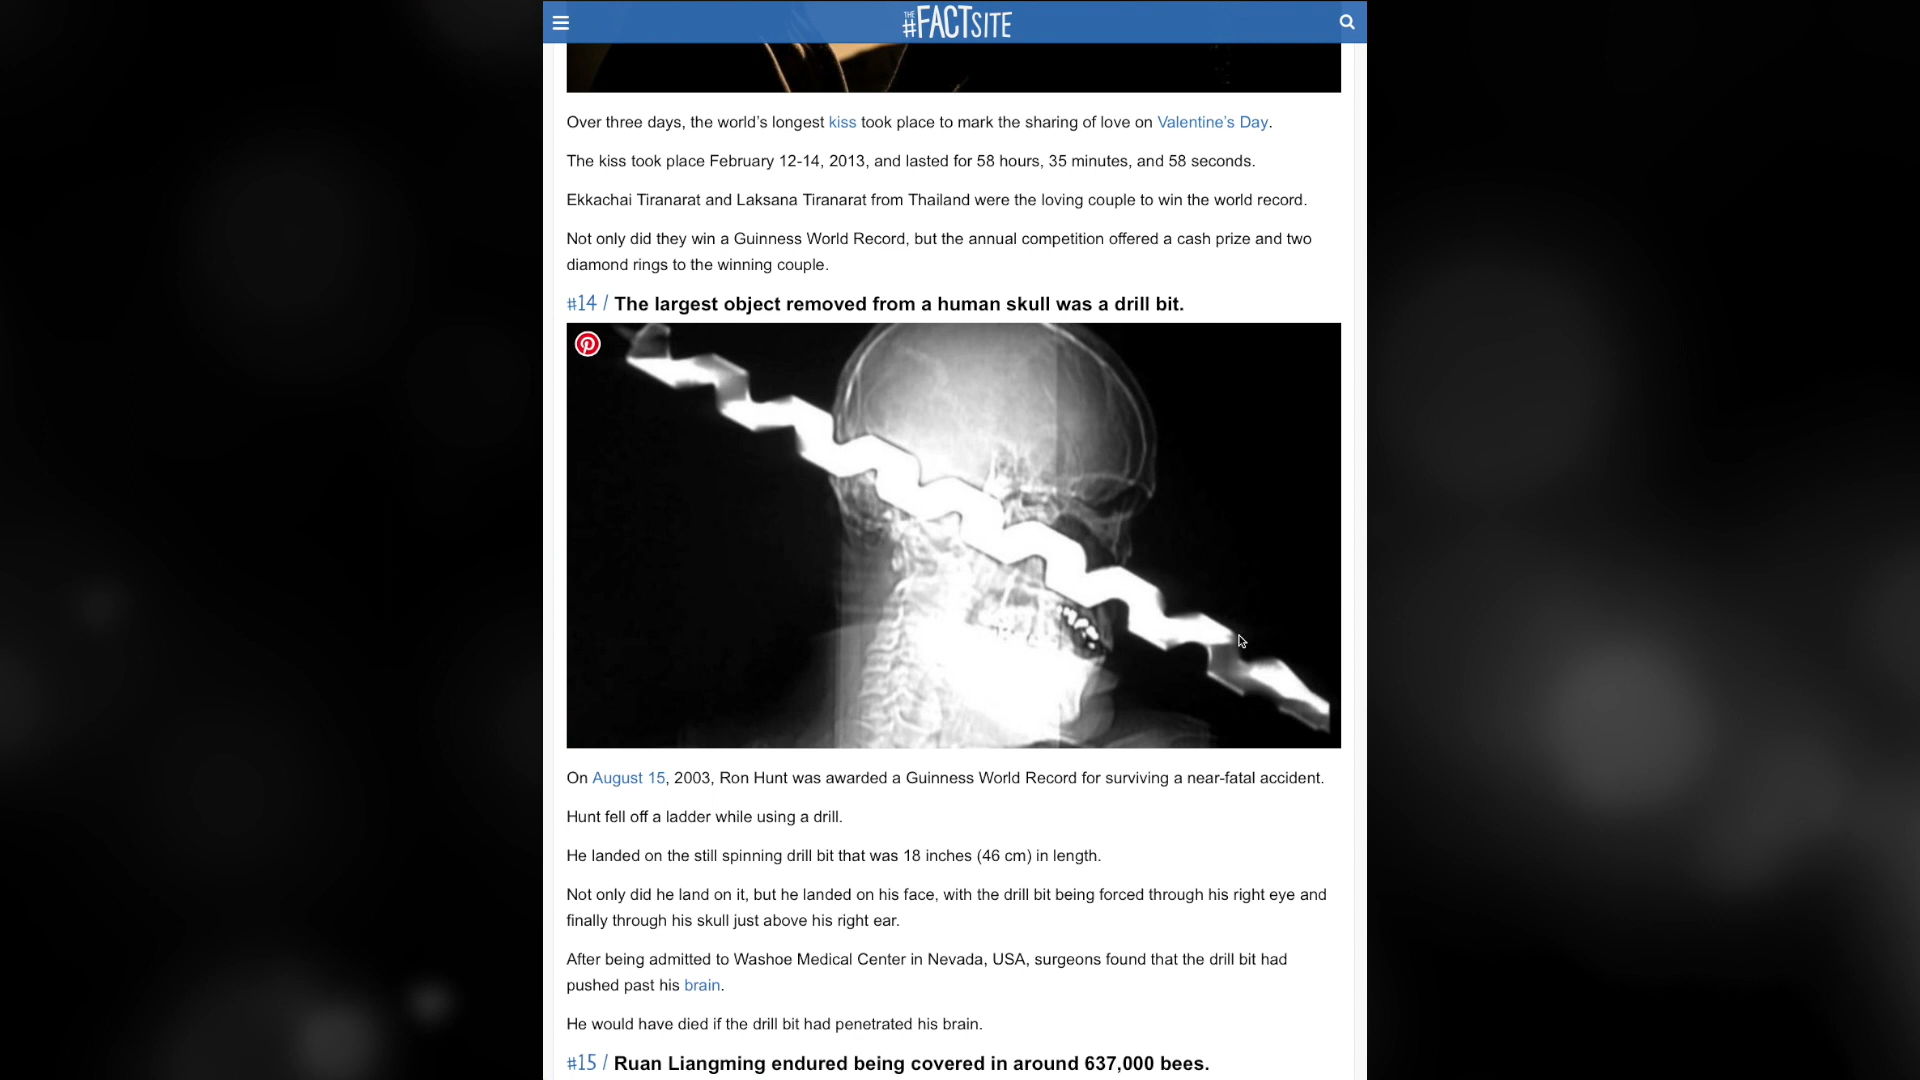 THE #FACTSITE
Over three days, the world’s longest kiss took place to mark the sharing of love on Valentine’s Day.
The kiss took place February 12-14, 2013, and lasted for 58 hours, 35 minutes, and 58 seconds.
Ekkachai Tiranarat and Laksana Tiranarat from Thailand were the loving couple to win the world record.
Not only did they win a Guinness World Record, but the annual competition offered a cash prize and two
diamond rings to the winning couple.
#14 / The largest object removed from a human skull was a drill bit.
On August 15, 2003, Ron Hunt was awarded a Guinness World Record for surviving a near-fatal accident.
Hunt fell off a ladder while using a drill.
He landed on the still spinning drill bit that was 18 inches (46 cm) in length.
Not only did he land on it, but he landed on his face, with the drill bit being forced through his right eye and
finally through his skull just above his right ear.
After being admitted to Washoe Medical Center in Nevada, USA, surgeons found that the drill bit had
pushed past his brain.
He would have died if the drill bit had penetrated his brain.
#15 / Ruan Liangming endured being covered in around 637,000 bees.